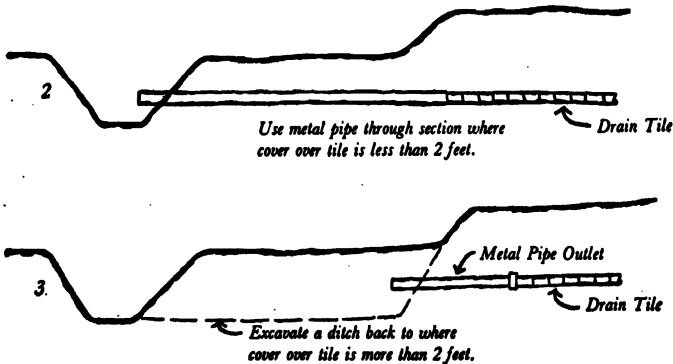 2
Use metal pipe through section where
cover over tile is less than 2 feet.
Drain Tile
3.
Metal Pipe Outlet
Drain Tile
Excavate a ditch back to where
cover over tile is more than 2 feet.